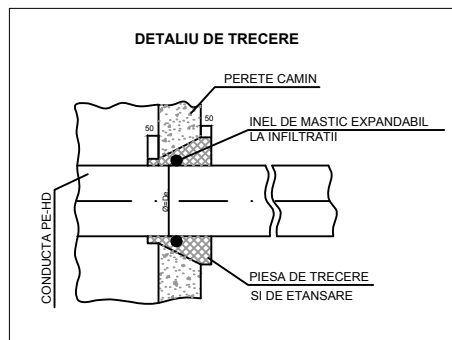 DETALIU DE TRECERE
PERETE CAMIN
50
50
INEL DE MASTIC EXPANDABIL
LA INFILTRATII
Ø=De
CONDUCTA PE-HD
PIESA DE TRECERE
SI DE ETANSARE